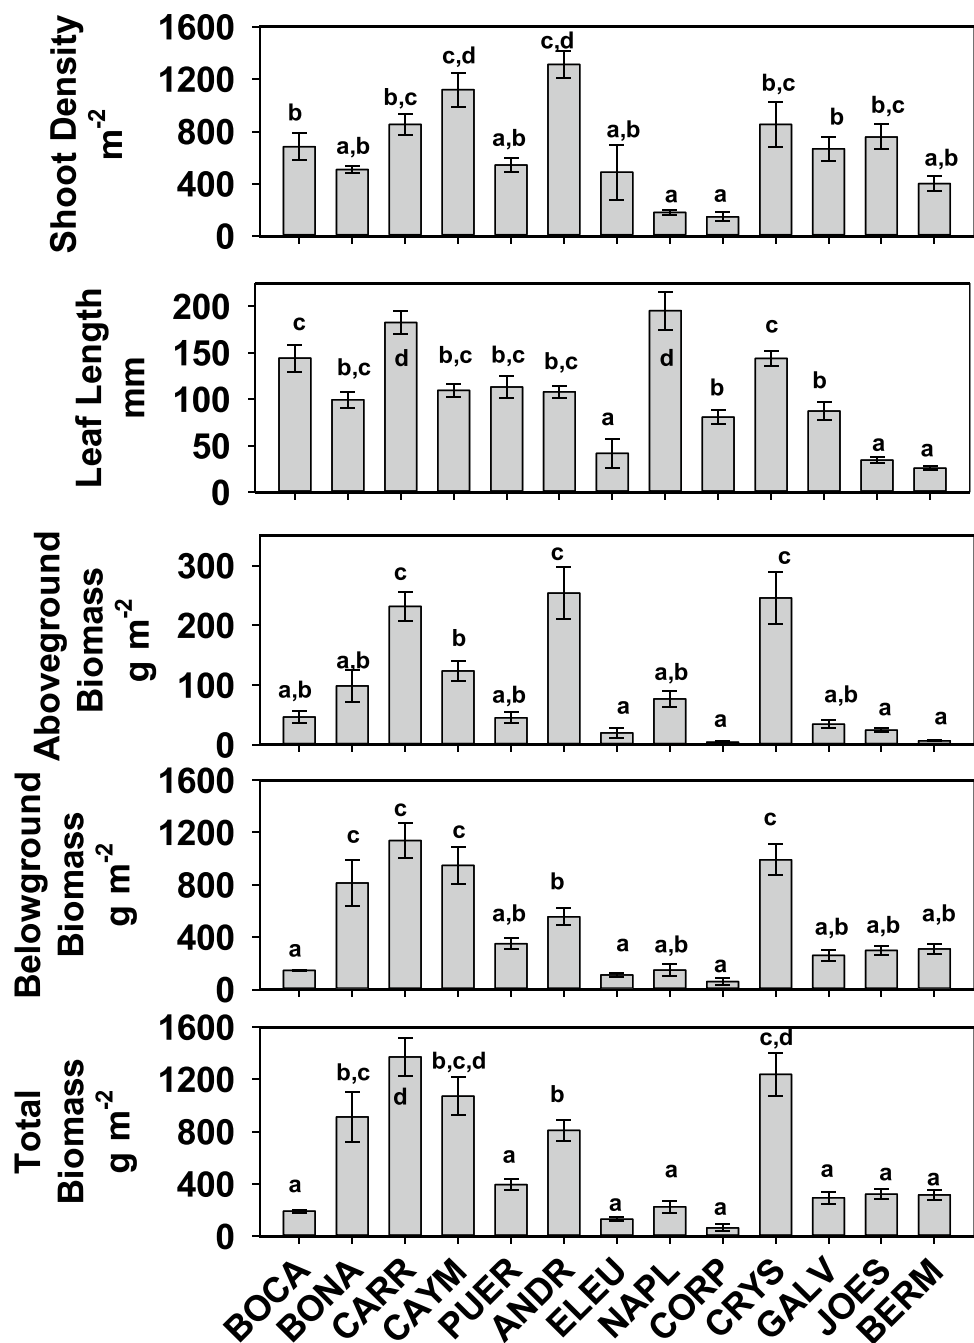 Shoot Density
m-2
1600
1200
800
400
0
b
a,b
b,c
c,d
a,b
c,d
a,b
a
a
b,c
b
b,c
a,b
Leaf Length
mm
200
150
100
50
0
c
b,c
d
b,c
b,c
b,c
a
d
b
c
b
a
a
Aboveground
Biomass
g m-2
300
200
100
0
a,b
a,b
c
b
a,b
c
a
a,b
a
c
a,b
a
a
Belowground
Biomass
g m-2
1600
1200
800
400
0
a
c
c
c
a,b
b
a
a,b
a
c
a,b
a,b
a,b
Total
Biomass
g m-2
1600
1200
800
400
0
a
b,c
d
b,c,d
a
b
a
a
a
c,d
a
a
a
BOCA
BONA
CARR
CAYM
PUER
ANDR
ELEU
NAPL
CORP
CRYS
GALV
JOES
BERM